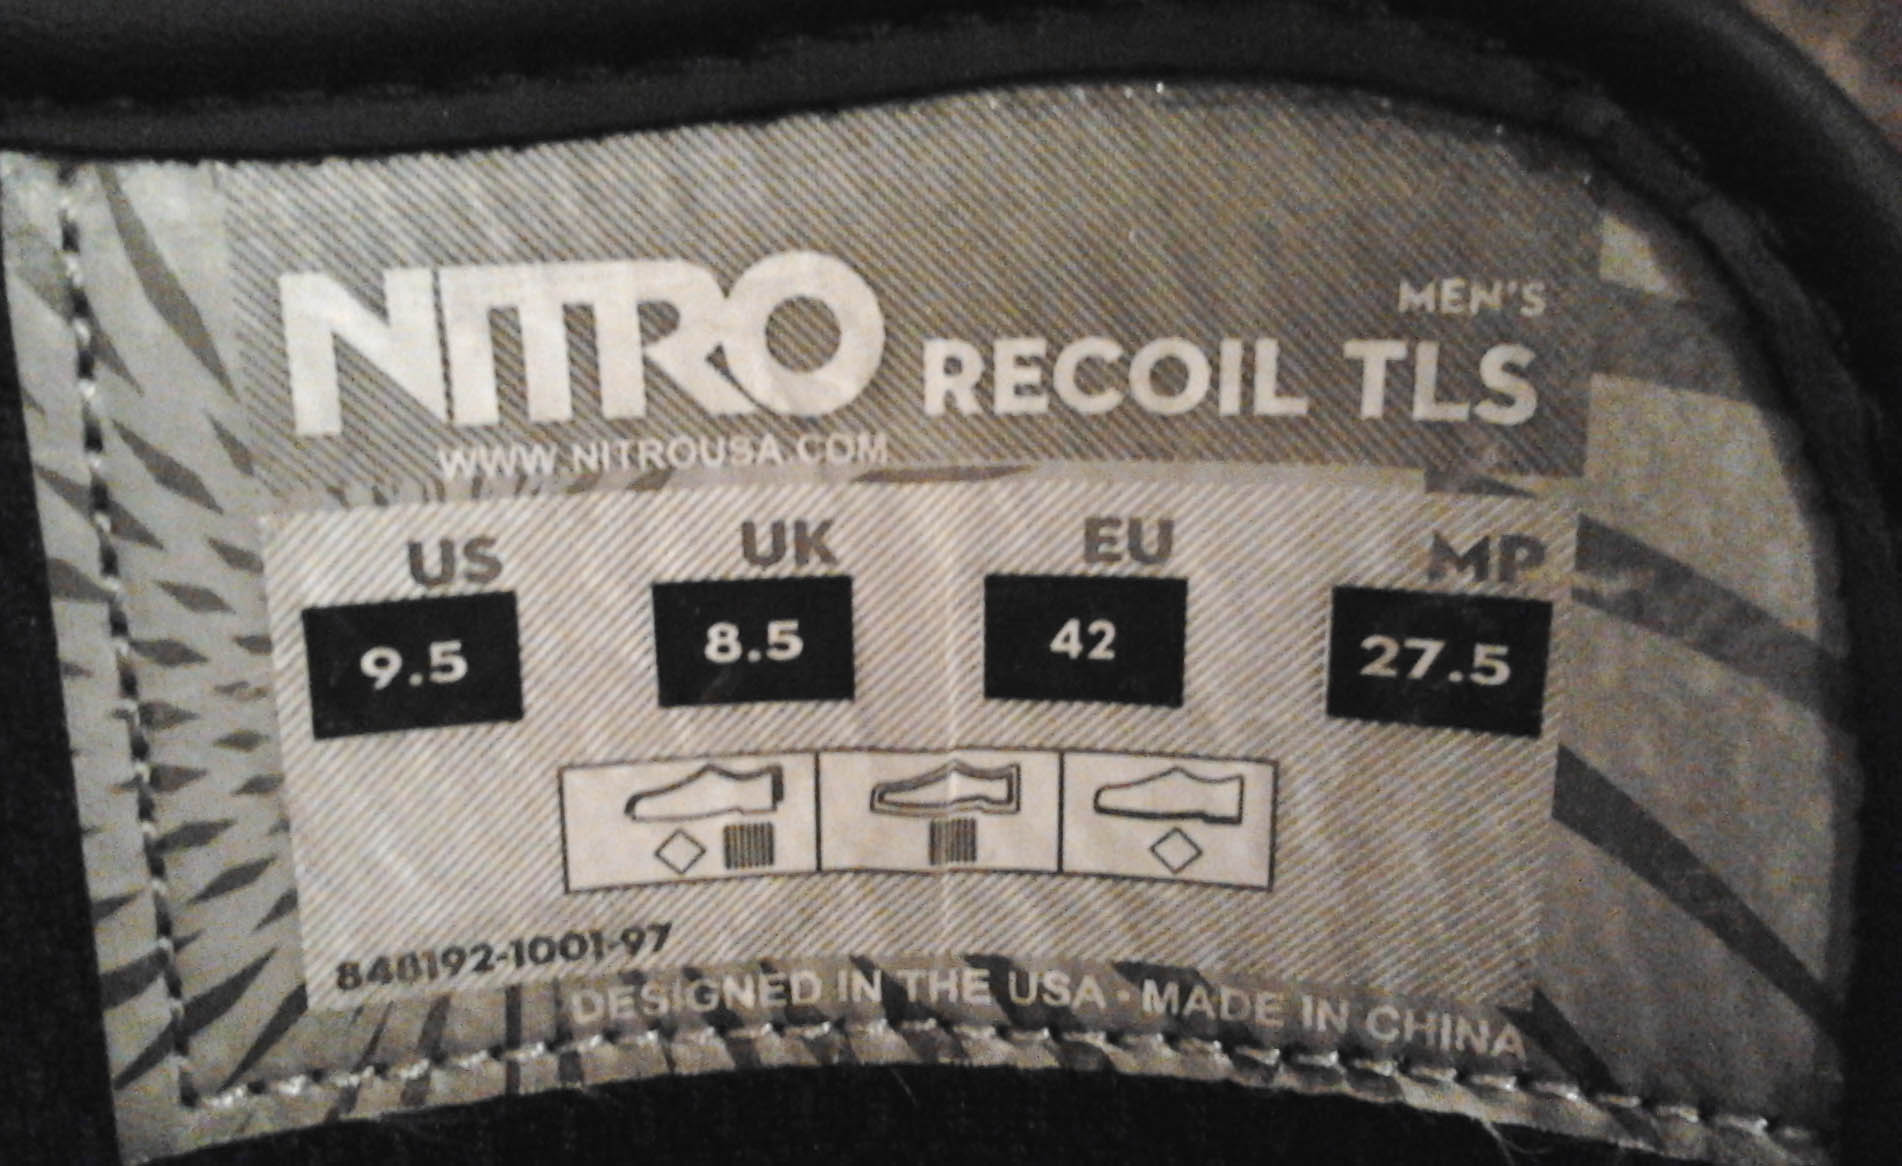 NITRO
MEN'S
RECOIL TLS
WWW.NITROUSA.COM
US UK EU MP
9.5 8.5 42 27.5
848192-1001-97
DESIGNED IN THE USA • MADE IN CHINA